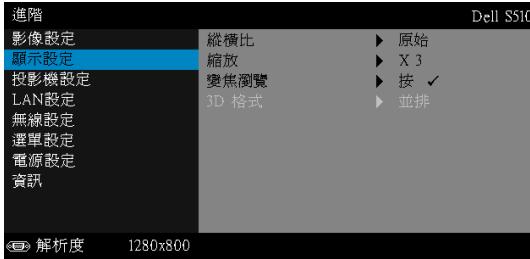 進階 Dell S510
影像設定
顯示設定
投影機設定
LAN設定
無線設定
選單設定
電源設定
資訊
縱橫比 ▶ 原始
縮放 ▶ X 3
變焦瀏覽 ▶ 按 ✓
3D 格式 ▶ 並排
解析度 1280x800